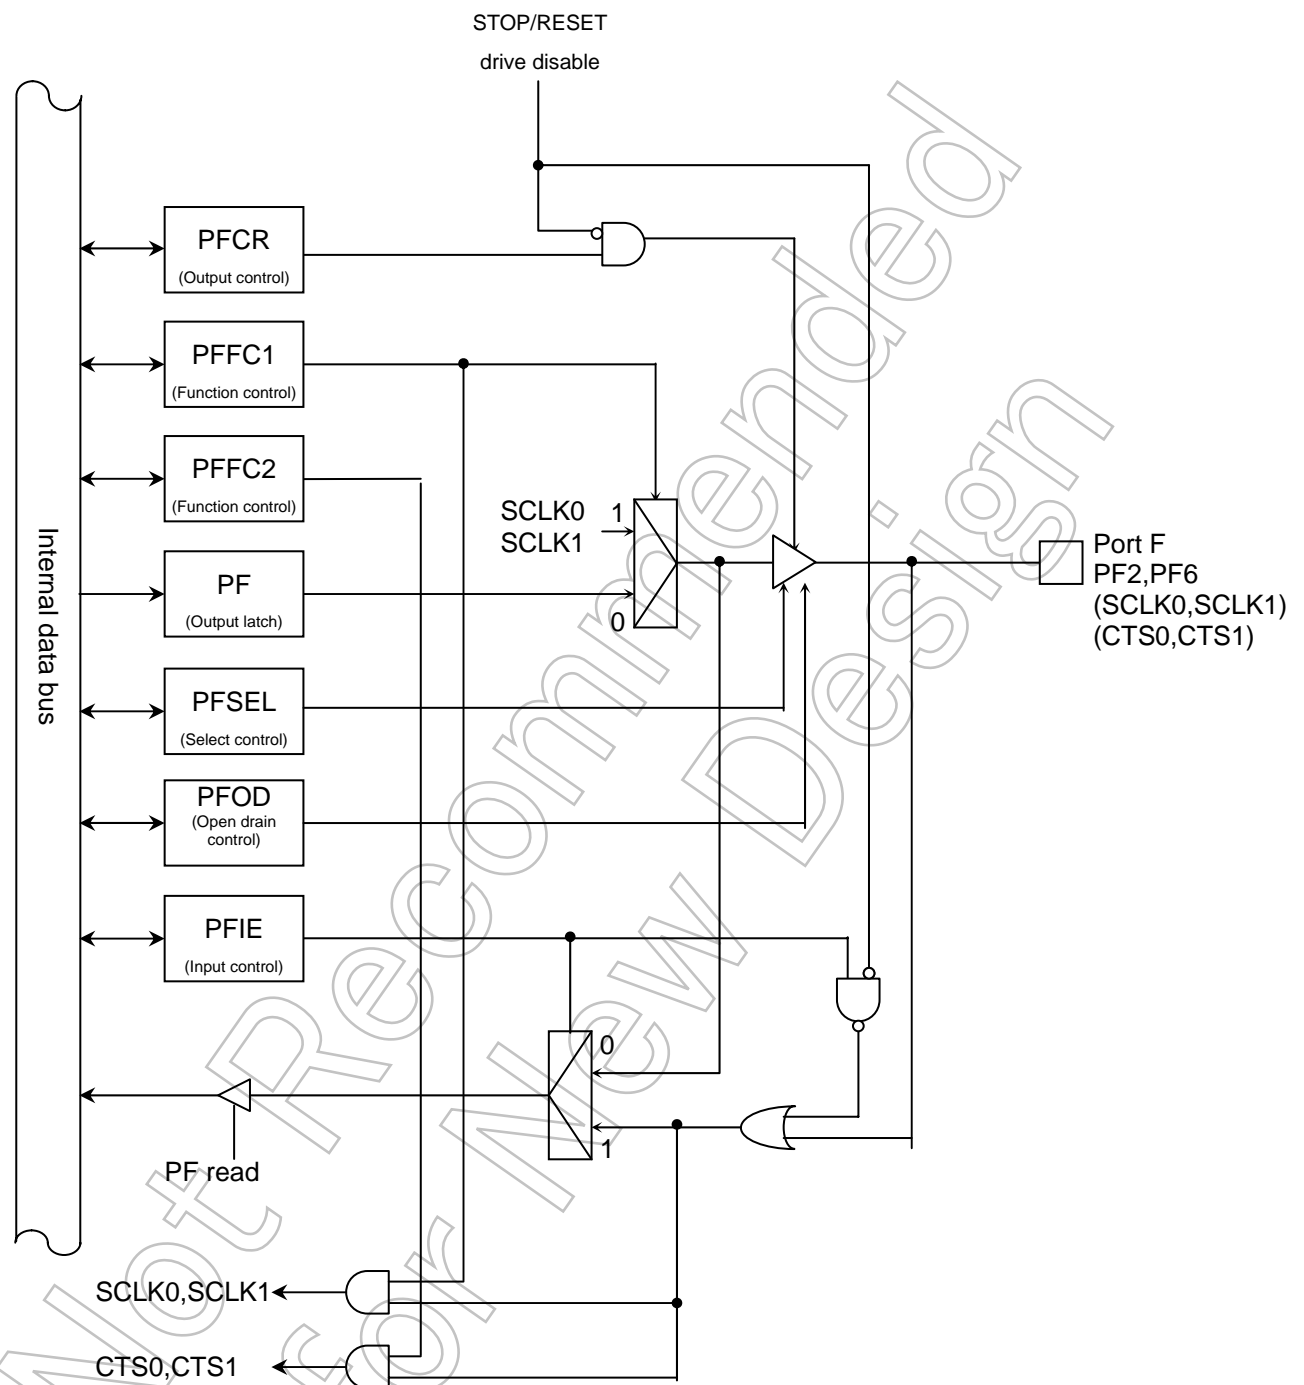 STOP/RESET
drive disable
PFCR
(Output control)
PFFC1
(Function control)
PFFC2
(Function control)
SCLK0
SCLK1
1
0
PF
(Output latch)
Port F
PF2,PF6
(SCLK0,SCLK1)
(CTS0,CTS1)
Internal data bus
PFSEL
(Select control)
PFOD
(Open drain
control)
PFIE
(Input control)
0
1
PF read
SCLK0,SCLK1
CTS0,CTS1
Not Recommended
for New Design